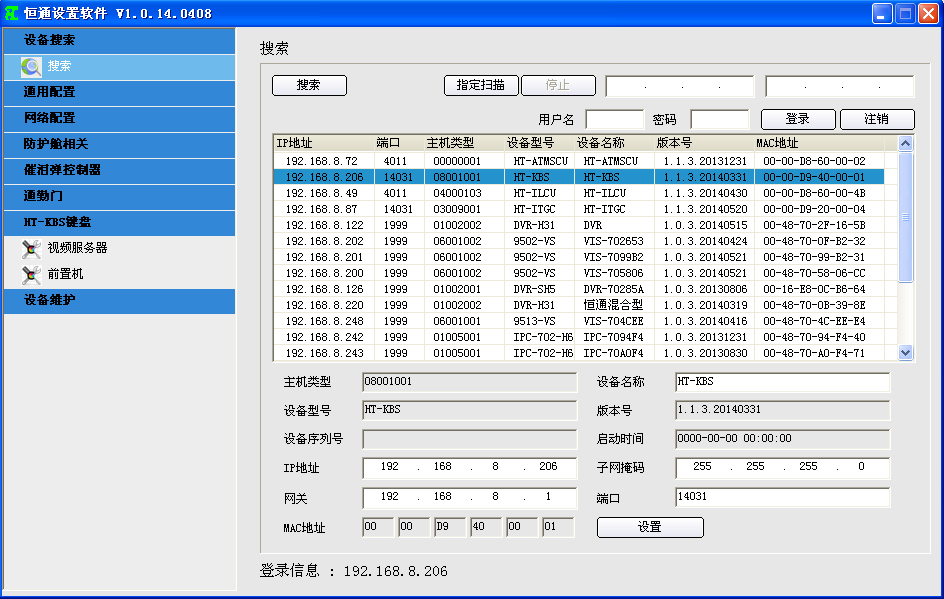 恒通设置软件 V1.0.14.0408
设备搜索
搜索
通用配置
网络配置
防护舱相关
催泪弹控制器
通勤门
HT-KBS键盘
视频服务器
前置机
设备维护
搜索
搜索 指定扫描 停止 . . . . . .
用户名 密码 登录 注销
IP地址 端口 主机类型 设备型号 设备名称 版本号 MAC地址
192.168.8.72 4011 00000001 HT-ATMSCU HT-ATMSCU 1.1.3.20131231 00-00-D8-60-00-02
192.168.8.206 14031 08001001 HT-KBS HT-KBS 1.1.3.20140331 00-00-D9-40-00-01
192.168.8.49 4011 04000103 HT-ILCU HT-ILCU 1.1.3.20140430 00-00-D8-60-00-4B
192.168.8.87 14031 03009001 HT-ITGC HT-ITGC 1.1.3.20140520 00-00-D9-20-00-04
192.168.8.122 1999 01002002 DVR-H31 DVR 1.0.3.20140515 00-48-70-2F-16-5B
192.168.8.202 1999 06001002 9502-VS VIS-702653 1.0.3.20140424 00-48-70-0F-B2-32
192.168.8.201 1999 06001002 9502-VS VIS-7099B2 1.0.3.20140521 00-48-70-99-B2-31
192.168.8.200 1999 06001002 9502-VS VIS-705806 1.0.3.20140521 00-48-70-58-06-CC
192.168.8.126 1999 01002001 DVR-SH5 DVR-70285A 1.0.3.20130806 00-16-E8-0C-B6-64
192.168.8.220 1999 01002002 DVR-H31 恒通混合型 1.0.3.20140319 00-48-70-0B-39-8E
192.168.8.248 1999 06001001 9513-VS VIS-704CEE 1.0.3.20140416 00-48-70-4C-EE-E4
192.168.8.242 1999 01005001 IPC-702-H6 IPC-7094F4 1.0.3.20131231 00-48-70-94-F4-40
192.168.8.243 1999 01005001 IPC-702-H6 IPC-70A0F4 1.0.3.20130830 00-48-70-A0-F4-71
主机类型 08001001 设备名称 HT-KBS
设备型号 HT-KBS 版本号 1.1.3.20140331
设备序列号 启动时间 0000-00-00 00:00:00
IP地址 192 . 168 . 8 . 206 子网掩码 255 . 255 . 255 . 0
网关 192 . 168 . 8 . 1 端口 14031
MAC地址 00 00 D9 40 00 01 设置
登录信息 : 192.168.8.206